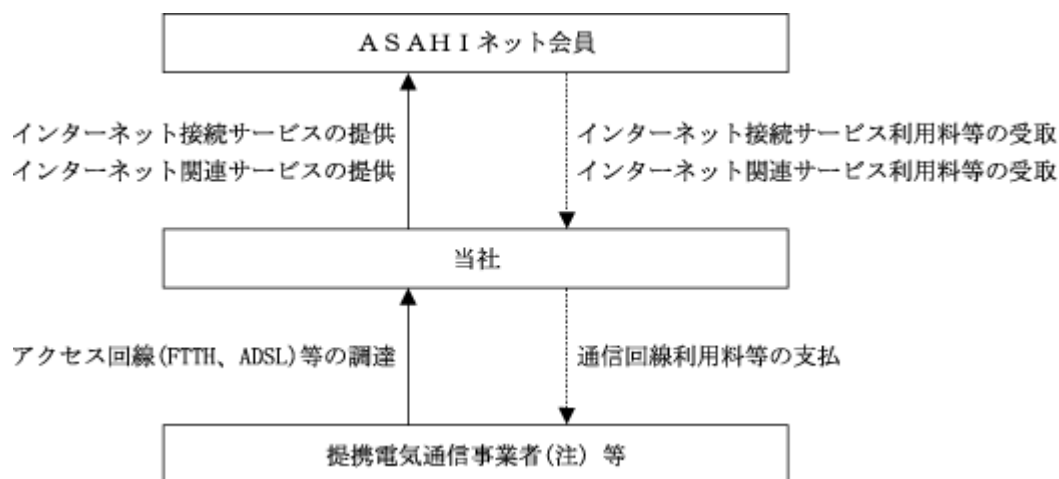 ＡＳＡＨＩネット会員
インターネット接続サービスの提供
インターネット関連サービスの提供
インターネット接続サービス利用料等の受取
インターネット関連サービス利用料等の受取
当社
アクセス回線(FTTH、ADSL)等の調達
通信回線利用料等の支払
提携電気通信事業者(注) 等